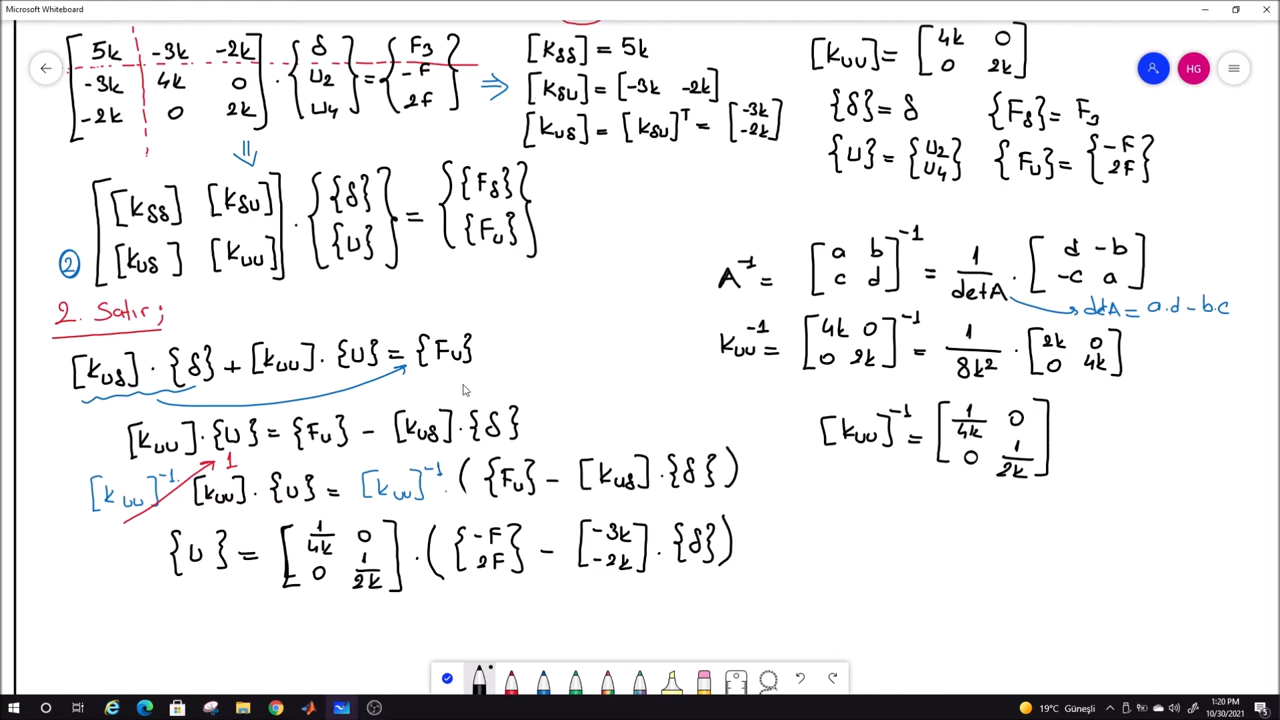 Microsoft Whiteboard
[5k -3k -2k; -3k 4k 0; -2k 0 2k] · {δ; U2; U4} = {F3; -F; 2F} ⇒
[kδδ] = 5k
[kδU] = [-3k -2k]
[kUδ] = [kδU]^T = [-3k; -2k]
[kUU] = [4k 0; 0 2k]
{δ} = δ {Fδ} = F3
{U} = {U2; U4} {FU} = {-F; 2F}
HG
② [[kδδ] [kδU]; [kUδ] [kUU]] · {{δ}; {U}} = {{Fδ}; {FU}}
2. Satır;
[kUδ] · {δ} + [kUU] · {U} = {FU}
[kUU] · {U} = {FU} - [kUδ] · {δ}
[kUU]^-1 · [kUU] · {U} = [kUU]^-1 · ({FU} - [kUδ] · {δ})
1
{U} = [1/4k 0; 0 1/2k] · ({-F; 2F} - [-3k; -2k] · {δ})
A^-1 = [a b; c d]^-1 = 1/detA · [d -b; -c a]
detA = a.d - b.c
KUU^-1 = [4k 0; 0 2k]^-1 = 1/8k² · [2k 0; 0 4k]
[kUU]^-1 = [1/4k 0; 0 1/2k]
19°C Güneşli
1:20 PM
10/30/2021
5